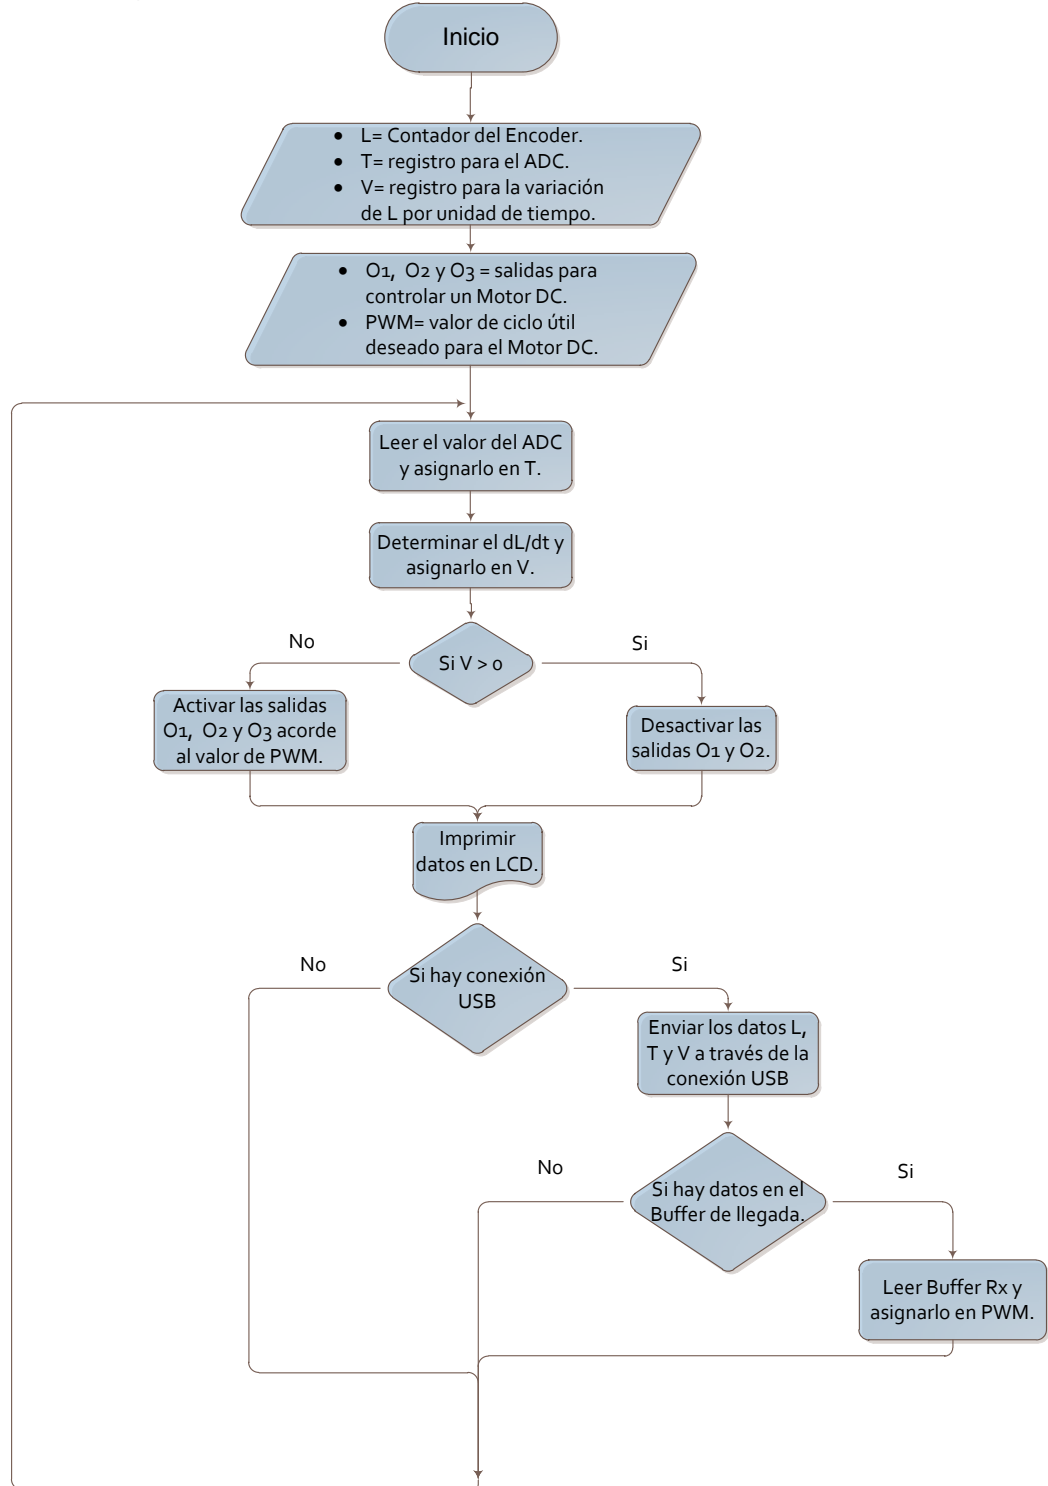 Inicio
• L= Contador del Encoder.
• T= registro para el ADC.
• V= registro para la variación
de L por unidad de tiempo.
• O1, O2 y O3 = salidas para
controlar un Motor DC.
• PWM= valor de ciclo útil
deseado para el Motor DC.
Leer el valor del ADC
y asignarlo en T.
Determinar el dL/dt y
asignarlo en V.
Si V > 0
No
Si
Activar las salidas
O1, O2 y O3 acorde
al valor de PWM.
Desactivar las
salidas O1 y O2.
Imprimir
datos en LCD.
Si hay conexión
USB
No
Si
Enviar los datos L,
T y V a través de la
conexión USB
Si hay datos en el
Buffer de llegada.
No
Si
Leer Buffer Rx y
asignarlo en PWM.